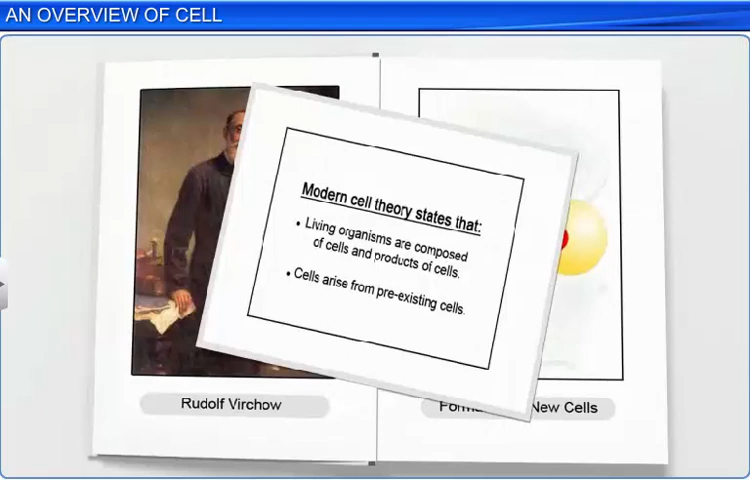 AN OVERVIEW OF CELL
Modern cell theory states that:
• Living organisms are composed
of cells and products of cells.
• Cells arise from pre-existing cells.
Rudolf Virchow
New Cells